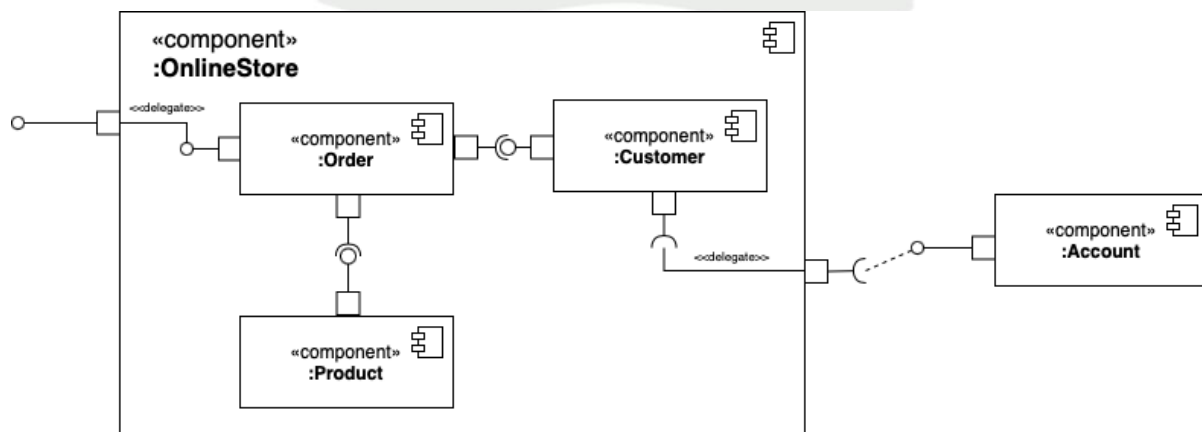 «component»
:OnlineStore
<<delegate>>
«component»
:Order
«component»
:Customer
«component»
:Account
<<delegate>>
«component»
:Product